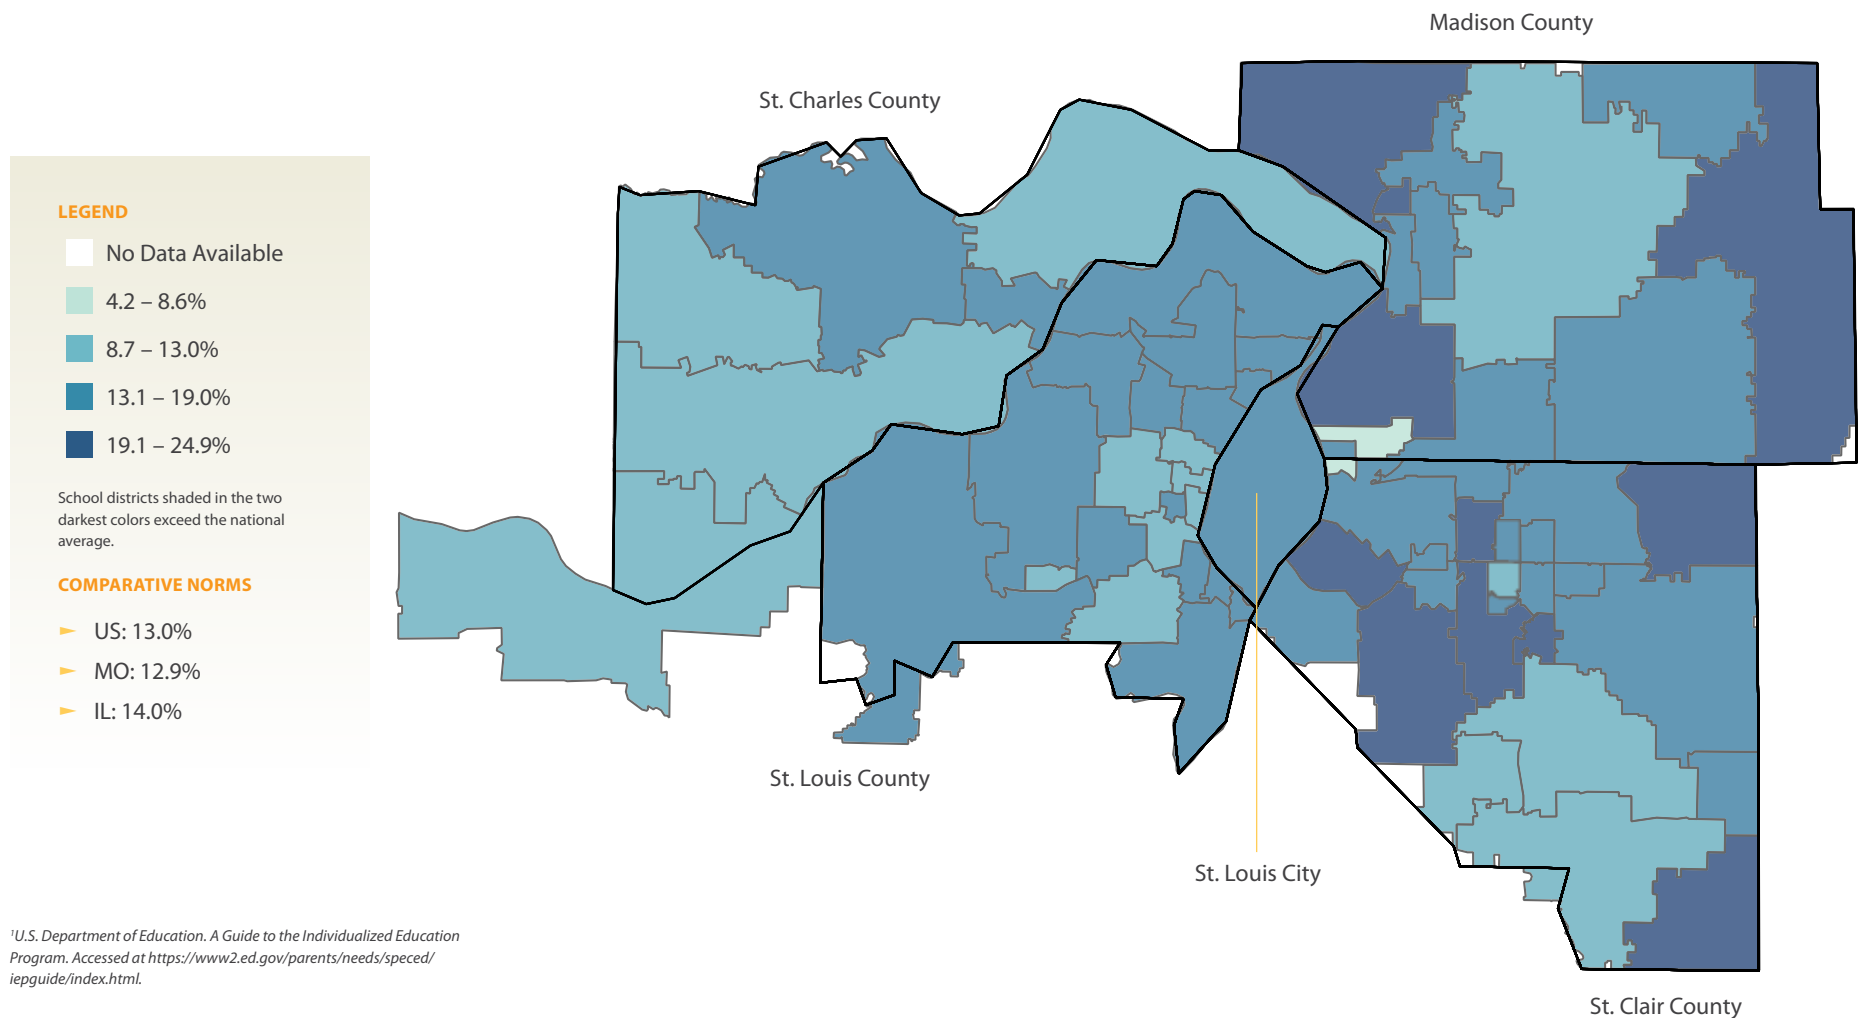 Madison County
St. Charles County
LEGEND
No Data Available
4.2 – 8.6%
8.7 – 13.0%
13.1 – 19.0%
19.1 – 24.9%
School districts shaded in the two
darkest colors exceed the national
average.
COMPARATIVE NORMS
► US: 13.0%
► MO: 12.9%
► IL: 14.0%
St. Louis County
St. Louis City
¹U.S. Department of Education. A Guide to the Individualized Education
Program. Accessed at https://www2.ed.gov/parents/needs/speced/
iepguide/index.html.
St. Clair County